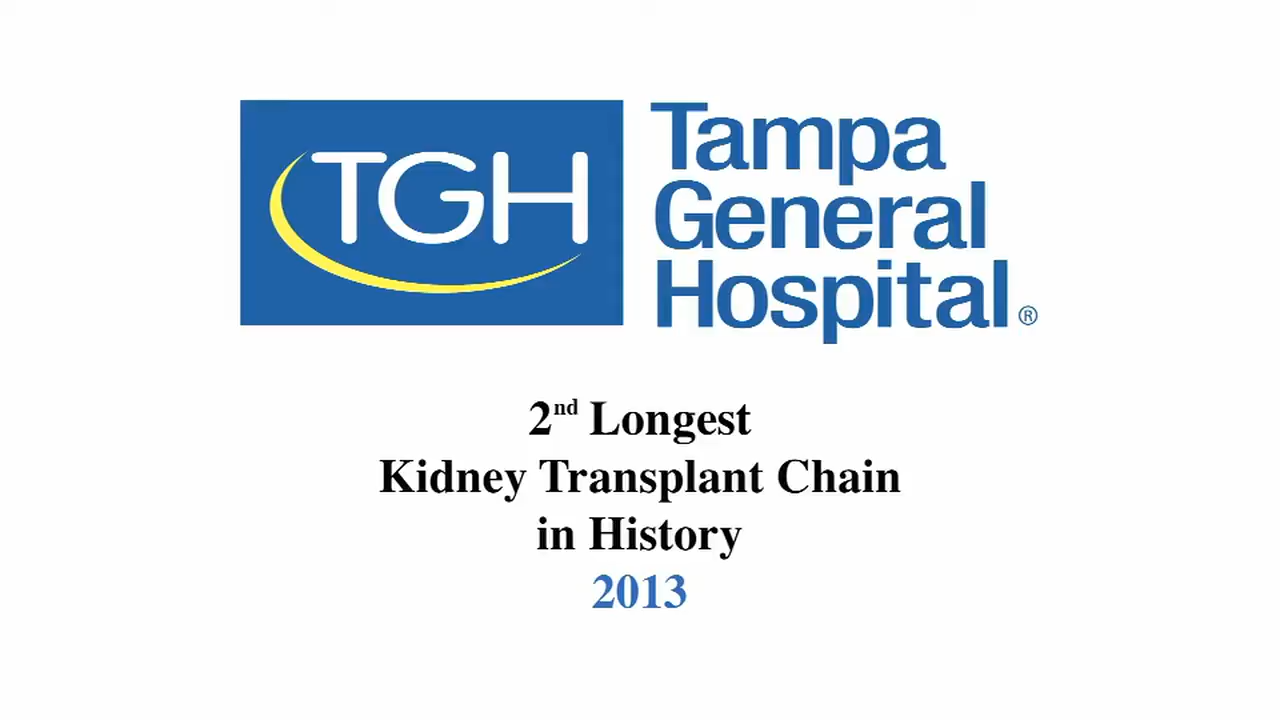 TGH
Tampa
General
Hospital®
2nd Longest
Kidney Transplant Chain
in History
2013